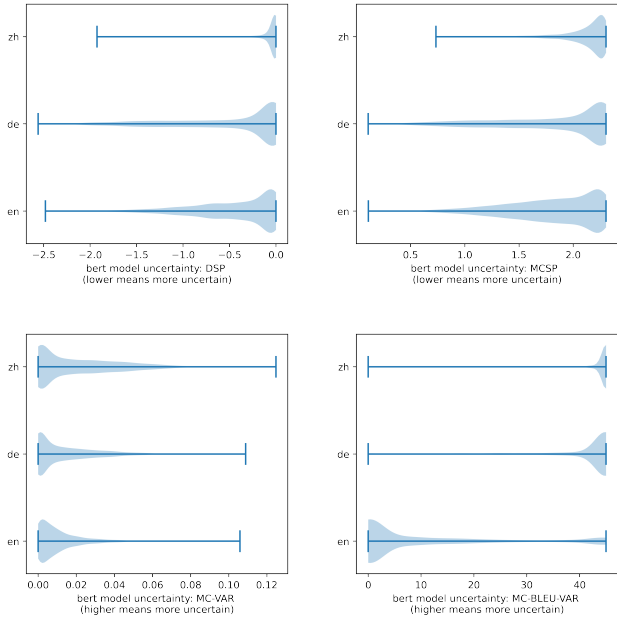 zh
de
en
−2.5 −2.0 −1.5 −1.0 −0.5 0.0
bert model uncertainty: DSP
(lower means more uncertain)
zh
de
en
0.5 1.0 1.5 2.0
bert model uncertainty: MCSP
(lower means more uncertain)
zh
de
en
0.00 0.02 0.04 0.06 0.08 0.10 0.12
bert model uncertainty: MC-VAR
(higher means more uncertain)
zh
de
en
0 10 20 30 40
bert model uncertainty: MC-BLEU-VAR
(higher means more uncertain)